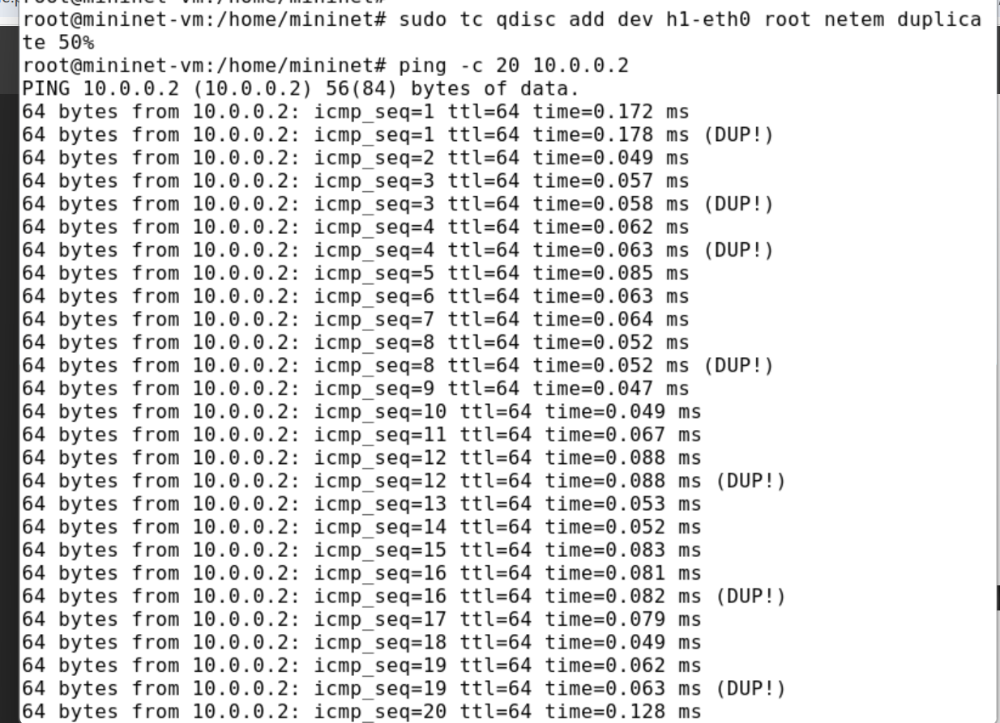 root@mininet-vm:/home/mininet#
root@mininet-vm:/home/mininet# sudo tc qdisc add dev h1-eth0 root netem duplica
te 50%
root@mininet-vm:/home/mininet# ping -c 20 10.0.0.2
PING 10.0.0.2 (10.0.0.2) 56(84) bytes of data.
64 bytes from 10.0.0.2: icmp_seq=1 ttl=64 time=0.172 ms
64 bytes from 10.0.0.2: icmp_seq=1 ttl=64 time=0.178 ms (DUP!)
64 bytes from 10.0.0.2: icmp_seq=2 ttl=64 time=0.049 ms
64 bytes from 10.0.0.2: icmp_seq=3 ttl=64 time=0.057 ms
64 bytes from 10.0.0.2: icmp_seq=3 ttl=64 time=0.058 ms (DUP!)
64 bytes from 10.0.0.2: icmp_seq=4 ttl=64 time=0.062 ms
64 bytes from 10.0.0.2: icmp_seq=4 ttl=64 time=0.063 ms (DUP!)
64 bytes from 10.0.0.2: icmp_seq=5 ttl=64 time=0.085 ms
64 bytes from 10.0.0.2: icmp_seq=6 ttl=64 time=0.063 ms
64 bytes from 10.0.0.2: icmp_seq=7 ttl=64 time=0.064 ms
64 bytes from 10.0.0.2: icmp_seq=8 ttl=64 time=0.052 ms
64 bytes from 10.0.0.2: icmp_seq=8 ttl=64 time=0.052 ms (DUP!)
64 bytes from 10.0.0.2: icmp_seq=9 ttl=64 time=0.047 ms
64 bytes from 10.0.0.2: icmp_seq=10 ttl=64 time=0.049 ms
64 bytes from 10.0.0.2: icmp_seq=11 ttl=64 time=0.067 ms
64 bytes from 10.0.0.2: icmp_seq=12 ttl=64 time=0.088 ms
64 bytes from 10.0.0.2: icmp_seq=12 ttl=64 time=0.088 ms (DUP!)
64 bytes from 10.0.0.2: icmp_seq=13 ttl=64 time=0.053 ms
64 bytes from 10.0.0.2: icmp_seq=14 ttl=64 time=0.052 ms
64 bytes from 10.0.0.2: icmp_seq=15 ttl=64 time=0.083 ms
64 bytes from 10.0.0.2: icmp_seq=16 ttl=64 time=0.081 ms
64 bytes from 10.0.0.2: icmp_seq=16 ttl=64 time=0.082 ms (DUP!)
64 bytes from 10.0.0.2: icmp_seq=17 ttl=64 time=0.079 ms
64 bytes from 10.0.0.2: icmp_seq=18 ttl=64 time=0.049 ms
64 bytes from 10.0.0.2: icmp_seq=19 ttl=64 time=0.062 ms
64 bytes from 10.0.0.2: icmp_seq=19 ttl=64 time=0.063 ms (DUP!)
64 bytes from 10.0.0.2: icmp_seq=20 ttl=64 time=0.128 ms